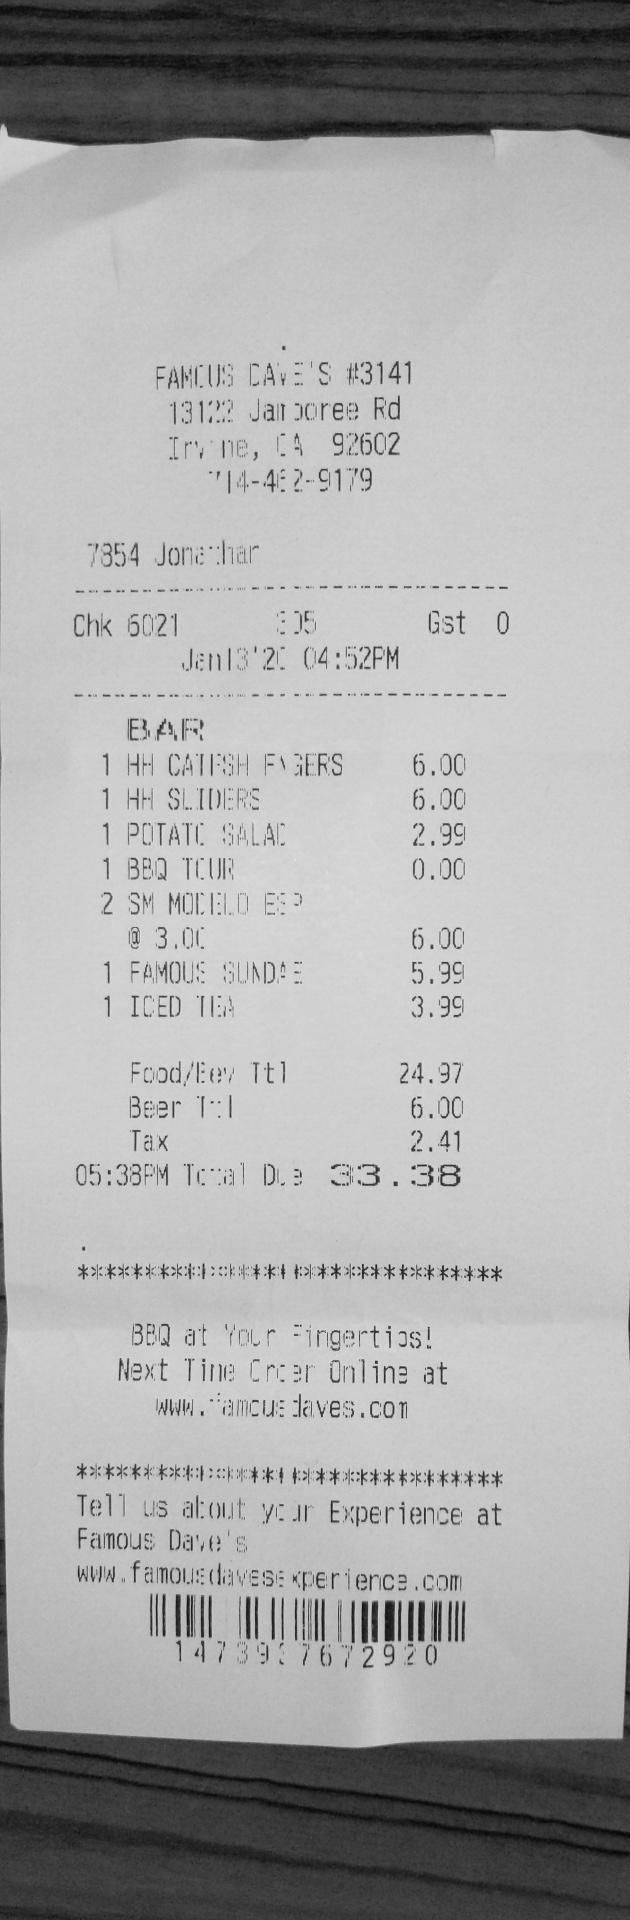 FAMOUS DAVE'S #3141
13122 Jamboree Rd
Irvine, CA 92602
714-462-9179
7854 Jonathan
Chk 6021 305 Gst 0
Jan13'20 04:52PM
BAR
1 HH CATFSH FNGERS 6.00
1 HH SLIDERS 6.00
1 POTATO SALAD 2.99
1 BBQ TOUR 0.00
2 SM MODELO ESP
@ 3.00 6.00
1 FAMOUS SUNDAE 5.99
1 ICED TEA 3.99
Food/Bev Ttl 24.97
Beer Ttl 6.00
Tax 2.41
05:38PM Total Due 33.38
********************************
BBQ at Your Fingertips!
Next Time Order Online at
www.famousdaves.com
********************************
Tell us about your Experience at
Famous Dave's
www.famousdavesexperience.com